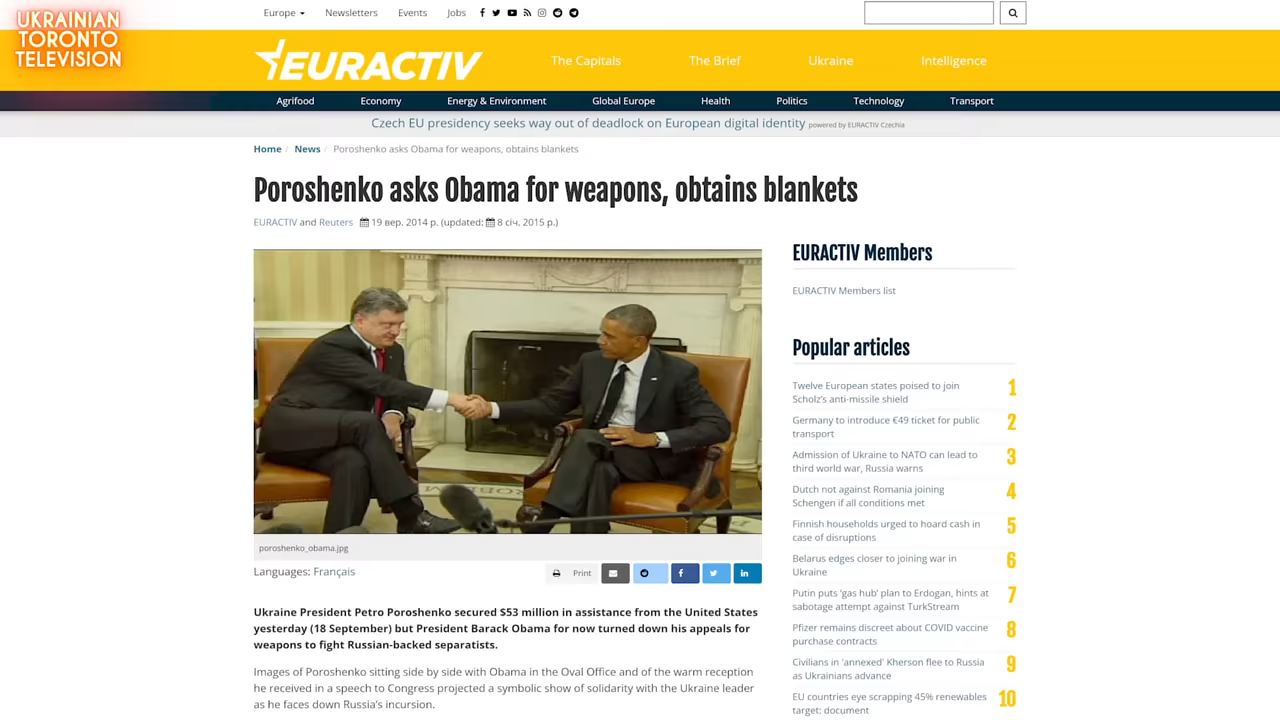 UKRAINIAN
TORONTO
TELEVISION
Europe
Newsletters
Events
Jobs
EURACTIV
The Capitals
The Brief
Ukraine
Intelligence
Agrifood
Economy
Energy & Environment
Global Europe
Health
Politics
Technology
Transport
Czech EU presidency seeks way out of deadlock on European digital identity powered by EURACTIV Czechia
Home / News / Poroshenko asks Obama for weapons, obtains blankets
Poroshenko asks Obama for weapons, obtains blankets
EURACTIV and Reuters 19 вер. 2014 р. (updated: 8 січ. 2015 р.)
poroshenko_obama.jpg
Languages: Français
Print
Ukraine President Petro Poroshenko secured $53 million in assistance from the United States
yesterday (18 September) but President Barack Obama for now turned down his appeals for
weapons to fight Russian-backed separatists.
Images of Poroshenko sitting side by side with Obama in the Oval Office and of the warm reception
he received in a speech to Congress projected a symbolic show of solidarity with the Ukraine leader
as he faces down Russia's incursion.
EURACTIV Members
EURACTIV Members list
Popular articles
Twelve European states poised to join
Scholz's anti-missile shield
1
Germany to introduce €49 ticket for public
transport
2
Admission of Ukraine to NATO can lead to
third world war, Russia warns
3
Dutch not against Romania joining
Schengen if all conditions met
4
Finnish households urged to hoard cash in
case of disruptions
5
Belarus edges closer to joining war in
Ukraine
6
Putin puts 'gas hub' plan to Erdogan, hints at
sabotage attempt against TurkStream
7
Pfizer remains discreet about COVID vaccine
purchase contracts
8
Civilians in 'annexed' Kherson flee to Russia
as Ukrainians advance
9
EU countries eye scrapping 45% renewables
target: document
10